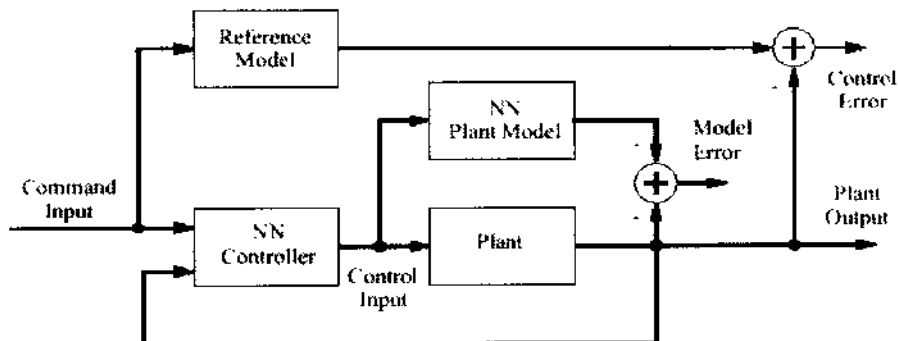 Reference
Model
+
Control
Error
NN
Plant Model
Model
Error
+
Command
Input
Plant
Output
NN
Controller
Plant
Control
Input